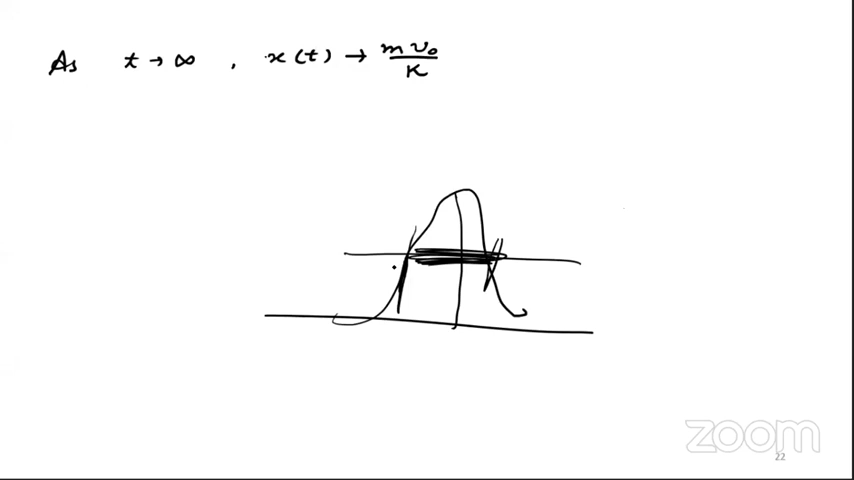 As t → ∞ , x(t) → mv₀/K
zoom
22